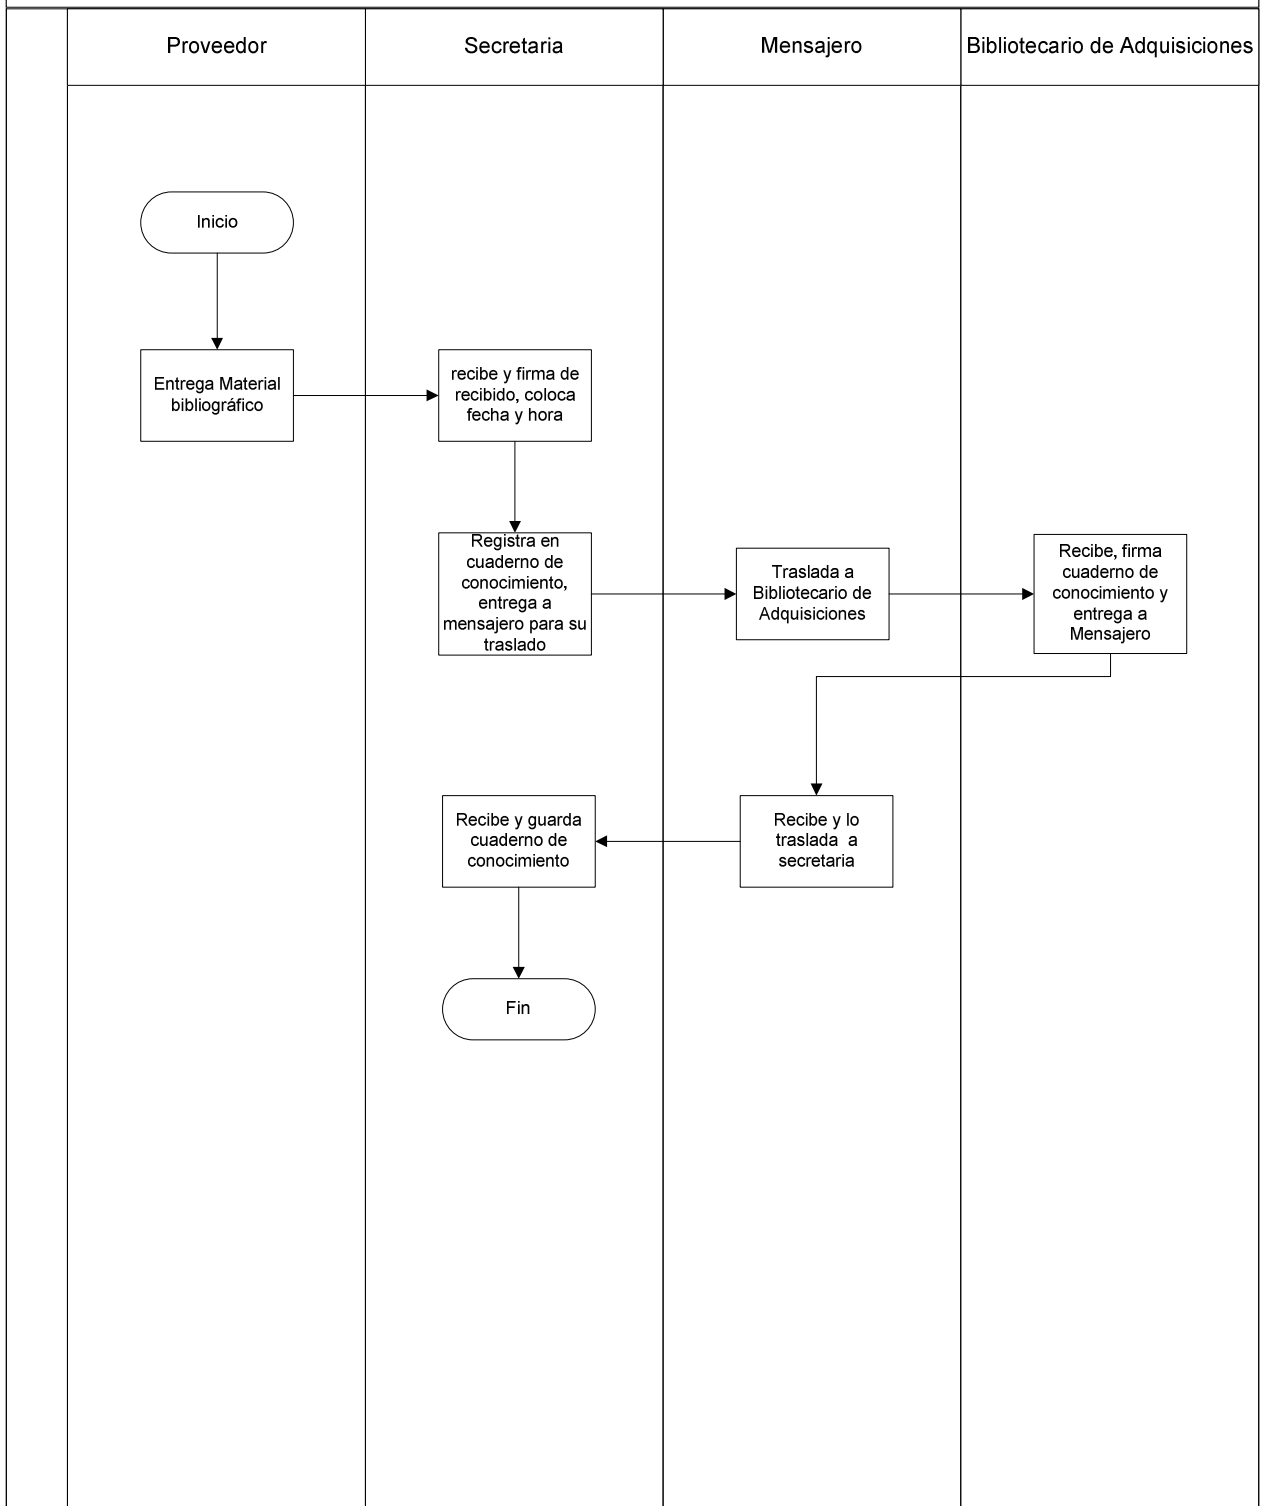 Proveedor
Secretaria
Mensajero
Bibliotecario de Adquisiciones
Inicio
Entrega Material
bibliográfico
recibe y firma de
recibido, coloca
fecha y hora
Registra en
cuaderno de
conocimiento,
entrega a
mensajero para su
traslado
Traslada a
Bibliotecario de
Adquisiciones
Recibe, firma
cuaderno de
conocimiento y
entrega a
Mensajero
Recibe y lo
traslada  a
secretaria
Recibe y guarda
cuaderno de
conocimiento
Fin